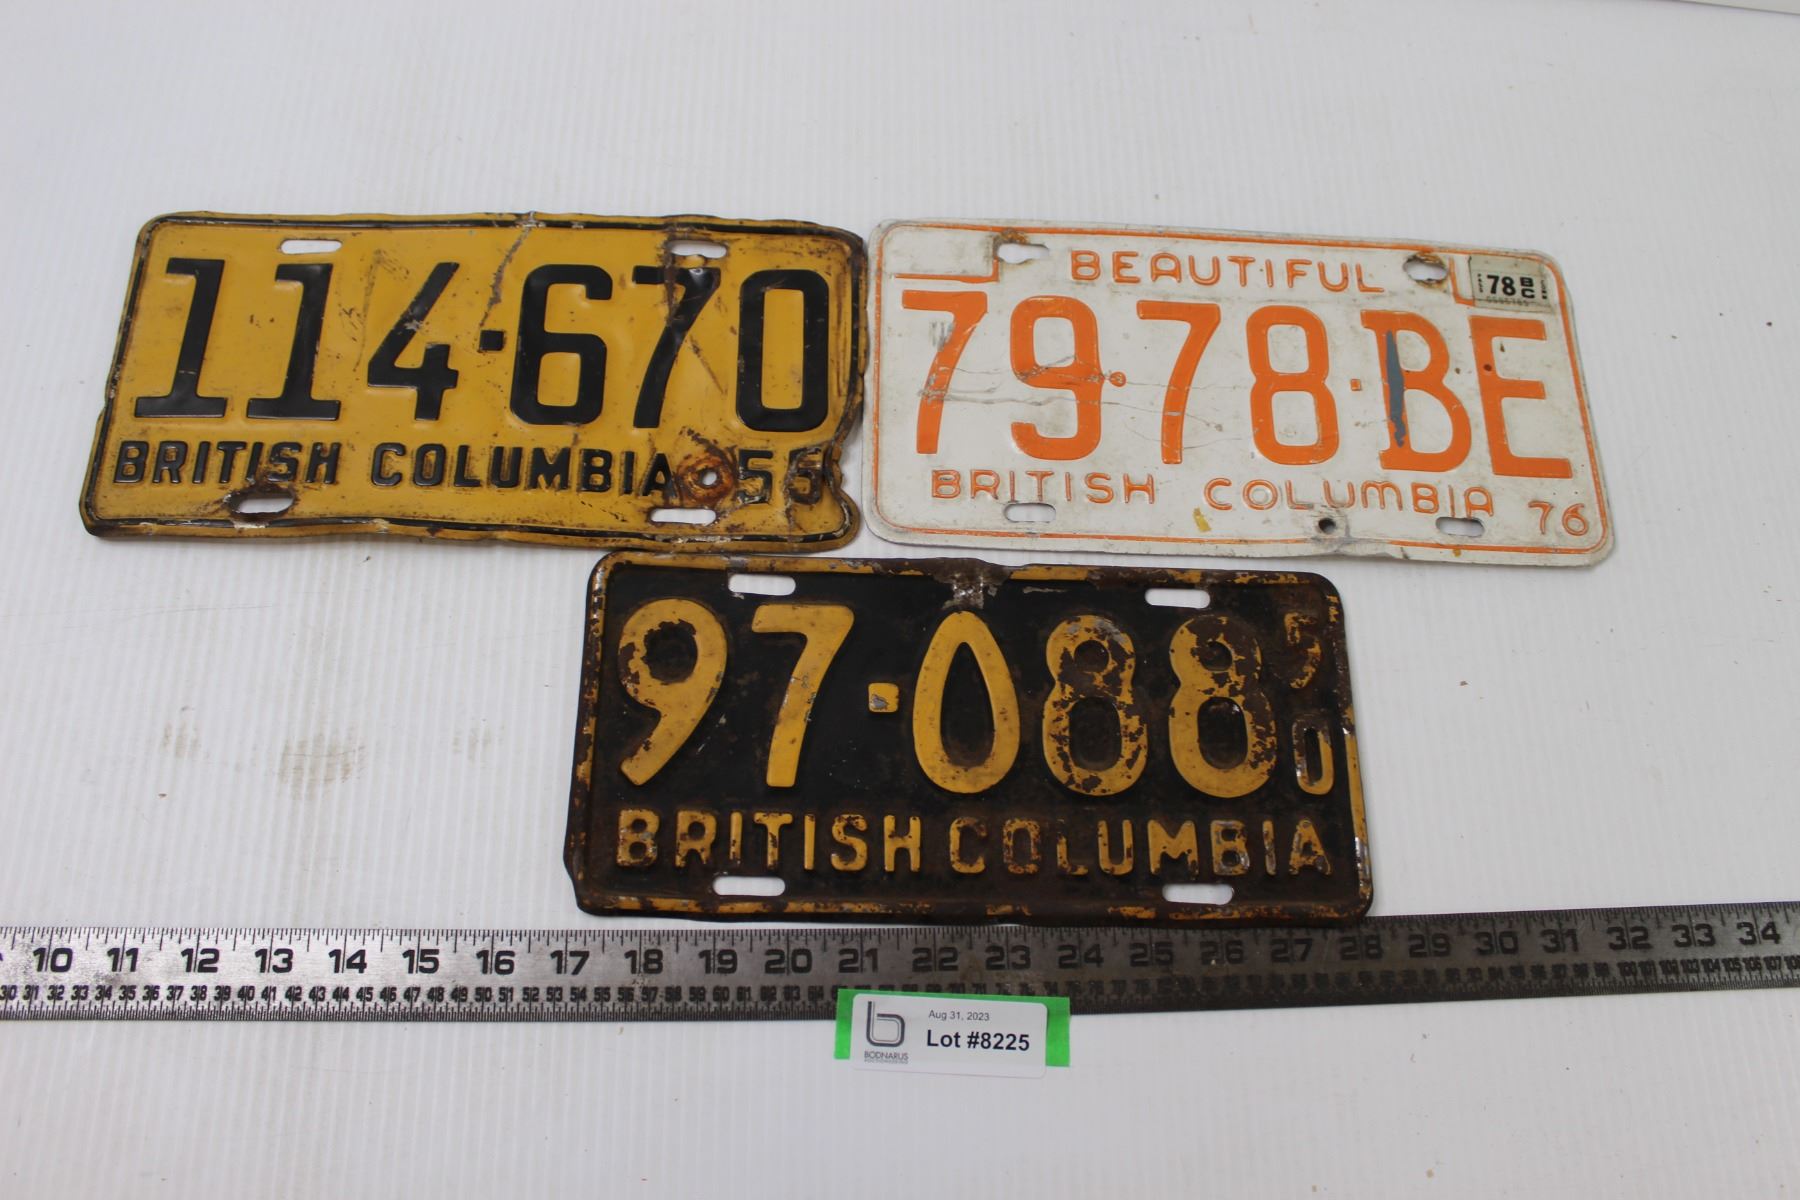 114-670
BRITISH COLUMBIA 55
BEAUTIFUL
78 BC
79·78·BE
BRITISH COLUMBIA 76
97·088 50
BRITISH COLUMBIA
10 11 12 13 14 15 16 17 18 19 20 21 22 23 24 25 26 27 28 29 30 31 32 33 34
Aug 31, 2023
Lot #8225
BODNARUS